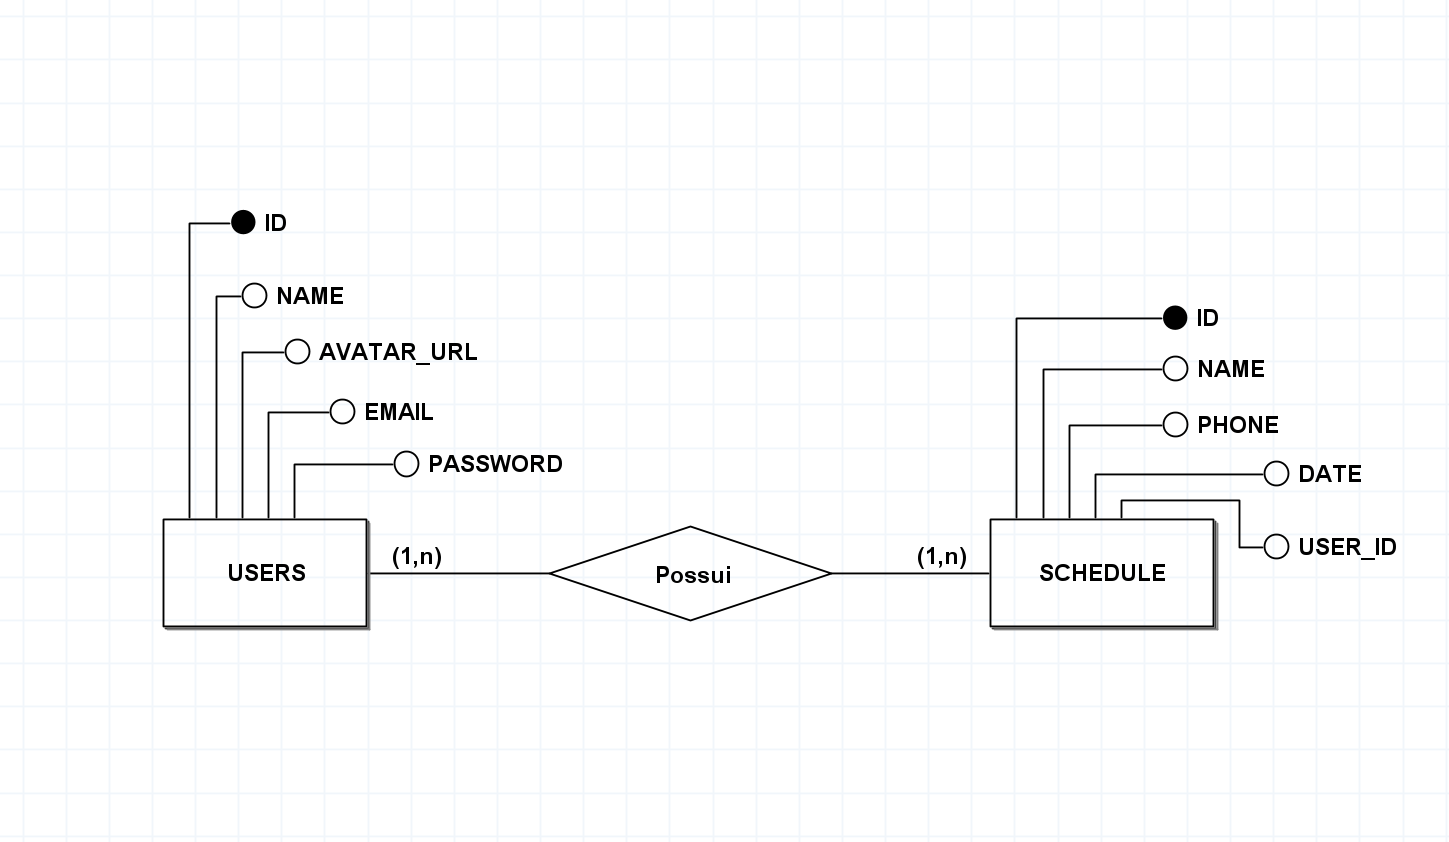 ID
NAME
AVATAR_URL
EMAIL
PASSWORD
USERS
(1,n)
Possui
(1,n)
ID
NAME
PHONE
DATE
USER_ID
SCHEDULE